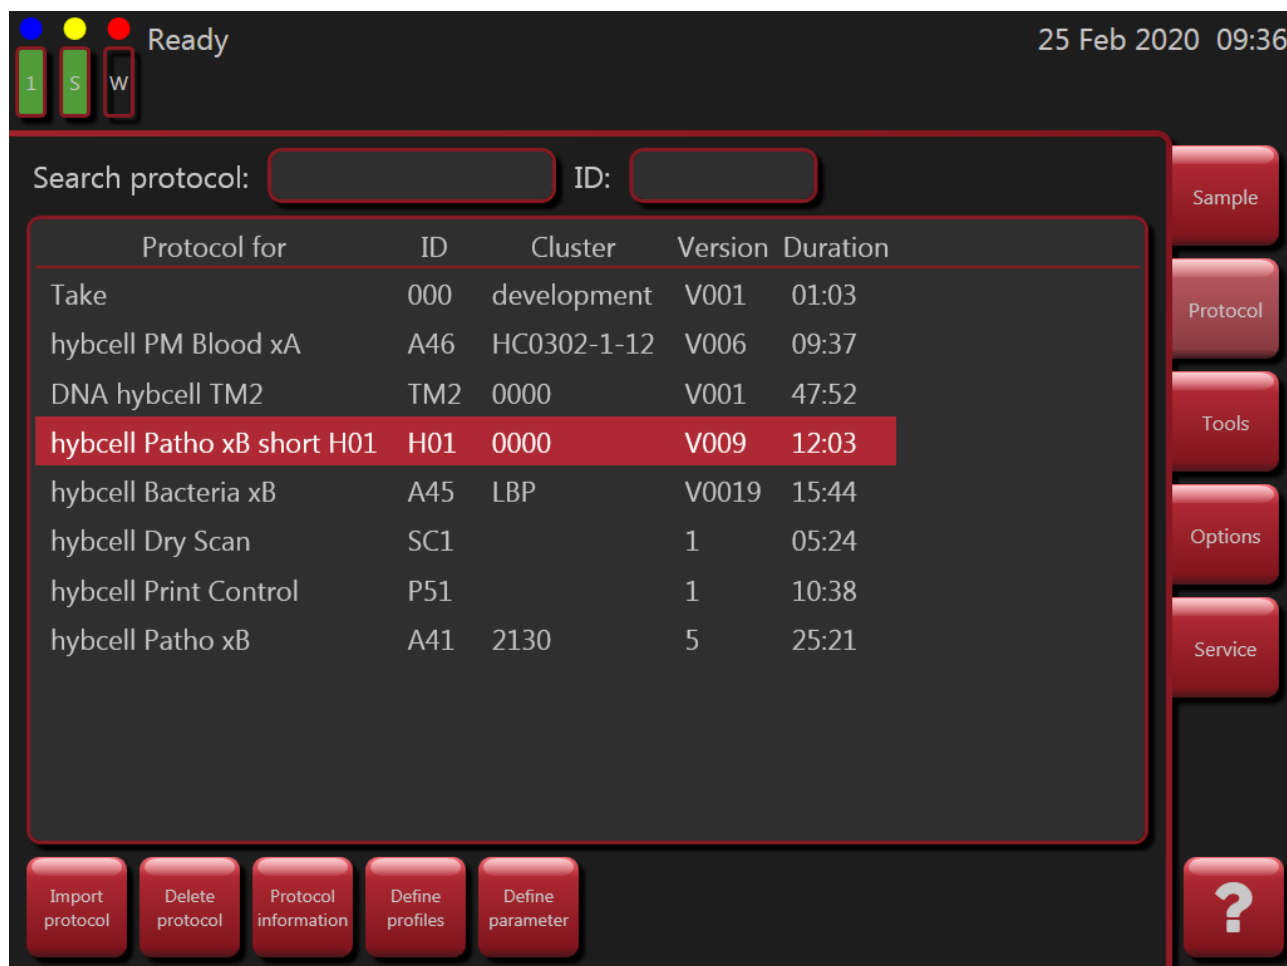 Ready
25 Feb 2020 09:36
1 S W
Search protocol: ID:
Protocol for ID Cluster Version Duration
Take 000 development V001 01:03
hybcell PM Blood xA A46 HC0302-1-12 V006 09:37
DNA hybcell TM2 TM2 0000 V001 47:52
hybcell Patho xB short H01 H01 0000 V009 12:03
hybcell Bacteria xB A45 LBP V0019 15:44
hybcell Dry Scan SC1 1 05:24
hybcell Print Control P51 1 10:38
hybcell Patho xB A41 2130 5 25:21
Sample
Protocol
Tools
Options
Service
Import
protocol
Delete
protocol
Protocol
information
Define
profiles
Define
parameter
?